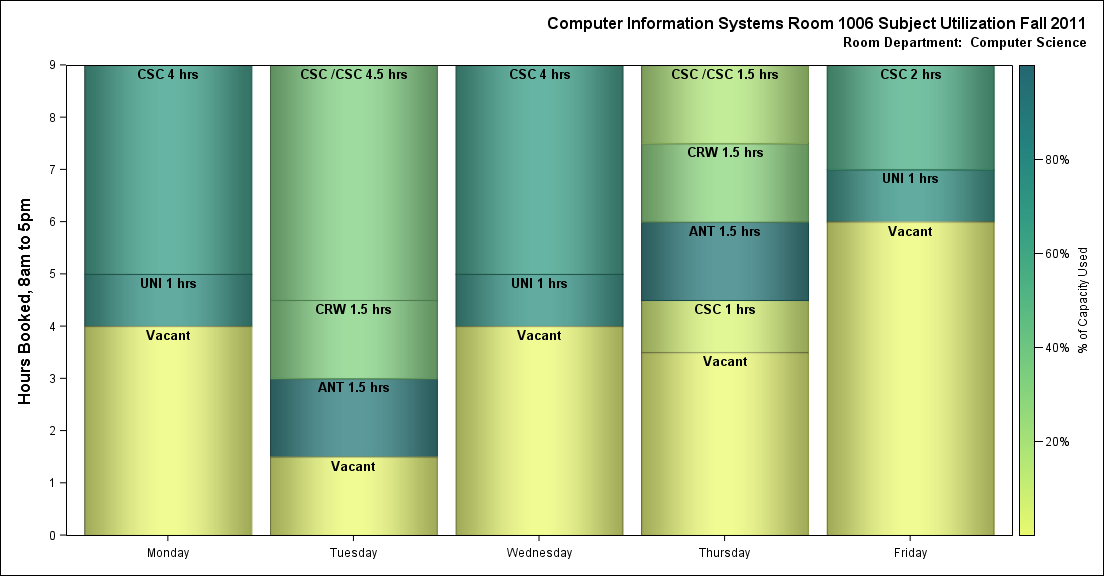 Computer Information Systems Room 1006 Subject Utilization Fall 2011
Room Department:  Computer Science
Hours Booked, 8am to 5pm
9
8
7
6
5
4
3
2
1
0
CSC 4 hrs
UNI 1 hrs
Vacant
Monday
CSC /CSC 4.5 hrs
CRW 1.5 hrs
ANT 1.5 hrs
Vacant
Tuesday
CSC 4 hrs
UNI 1 hrs
Vacant
Wednesday
CSC /CSC 1.5 hrs
CRW 1.5 hrs
ANT 1.5 hrs
CSC 1 hrs
Vacant
Thursday
CSC 2 hrs
UNI 1 hrs
Vacant
Friday
80%
60%
40%
20%
% of Capacity Used